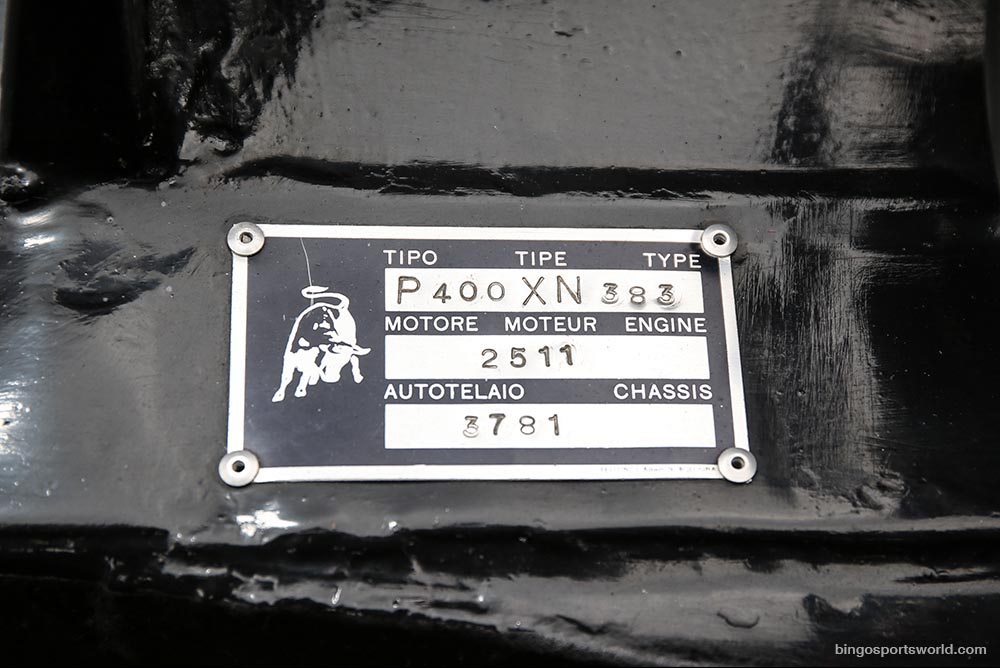 TIPO TIPE TYPE
P400 XN 383
MOTORE MOTEUR ENGINE
2511
AUTOTELAIO CHASSIS
3781
bingosportsworld.com